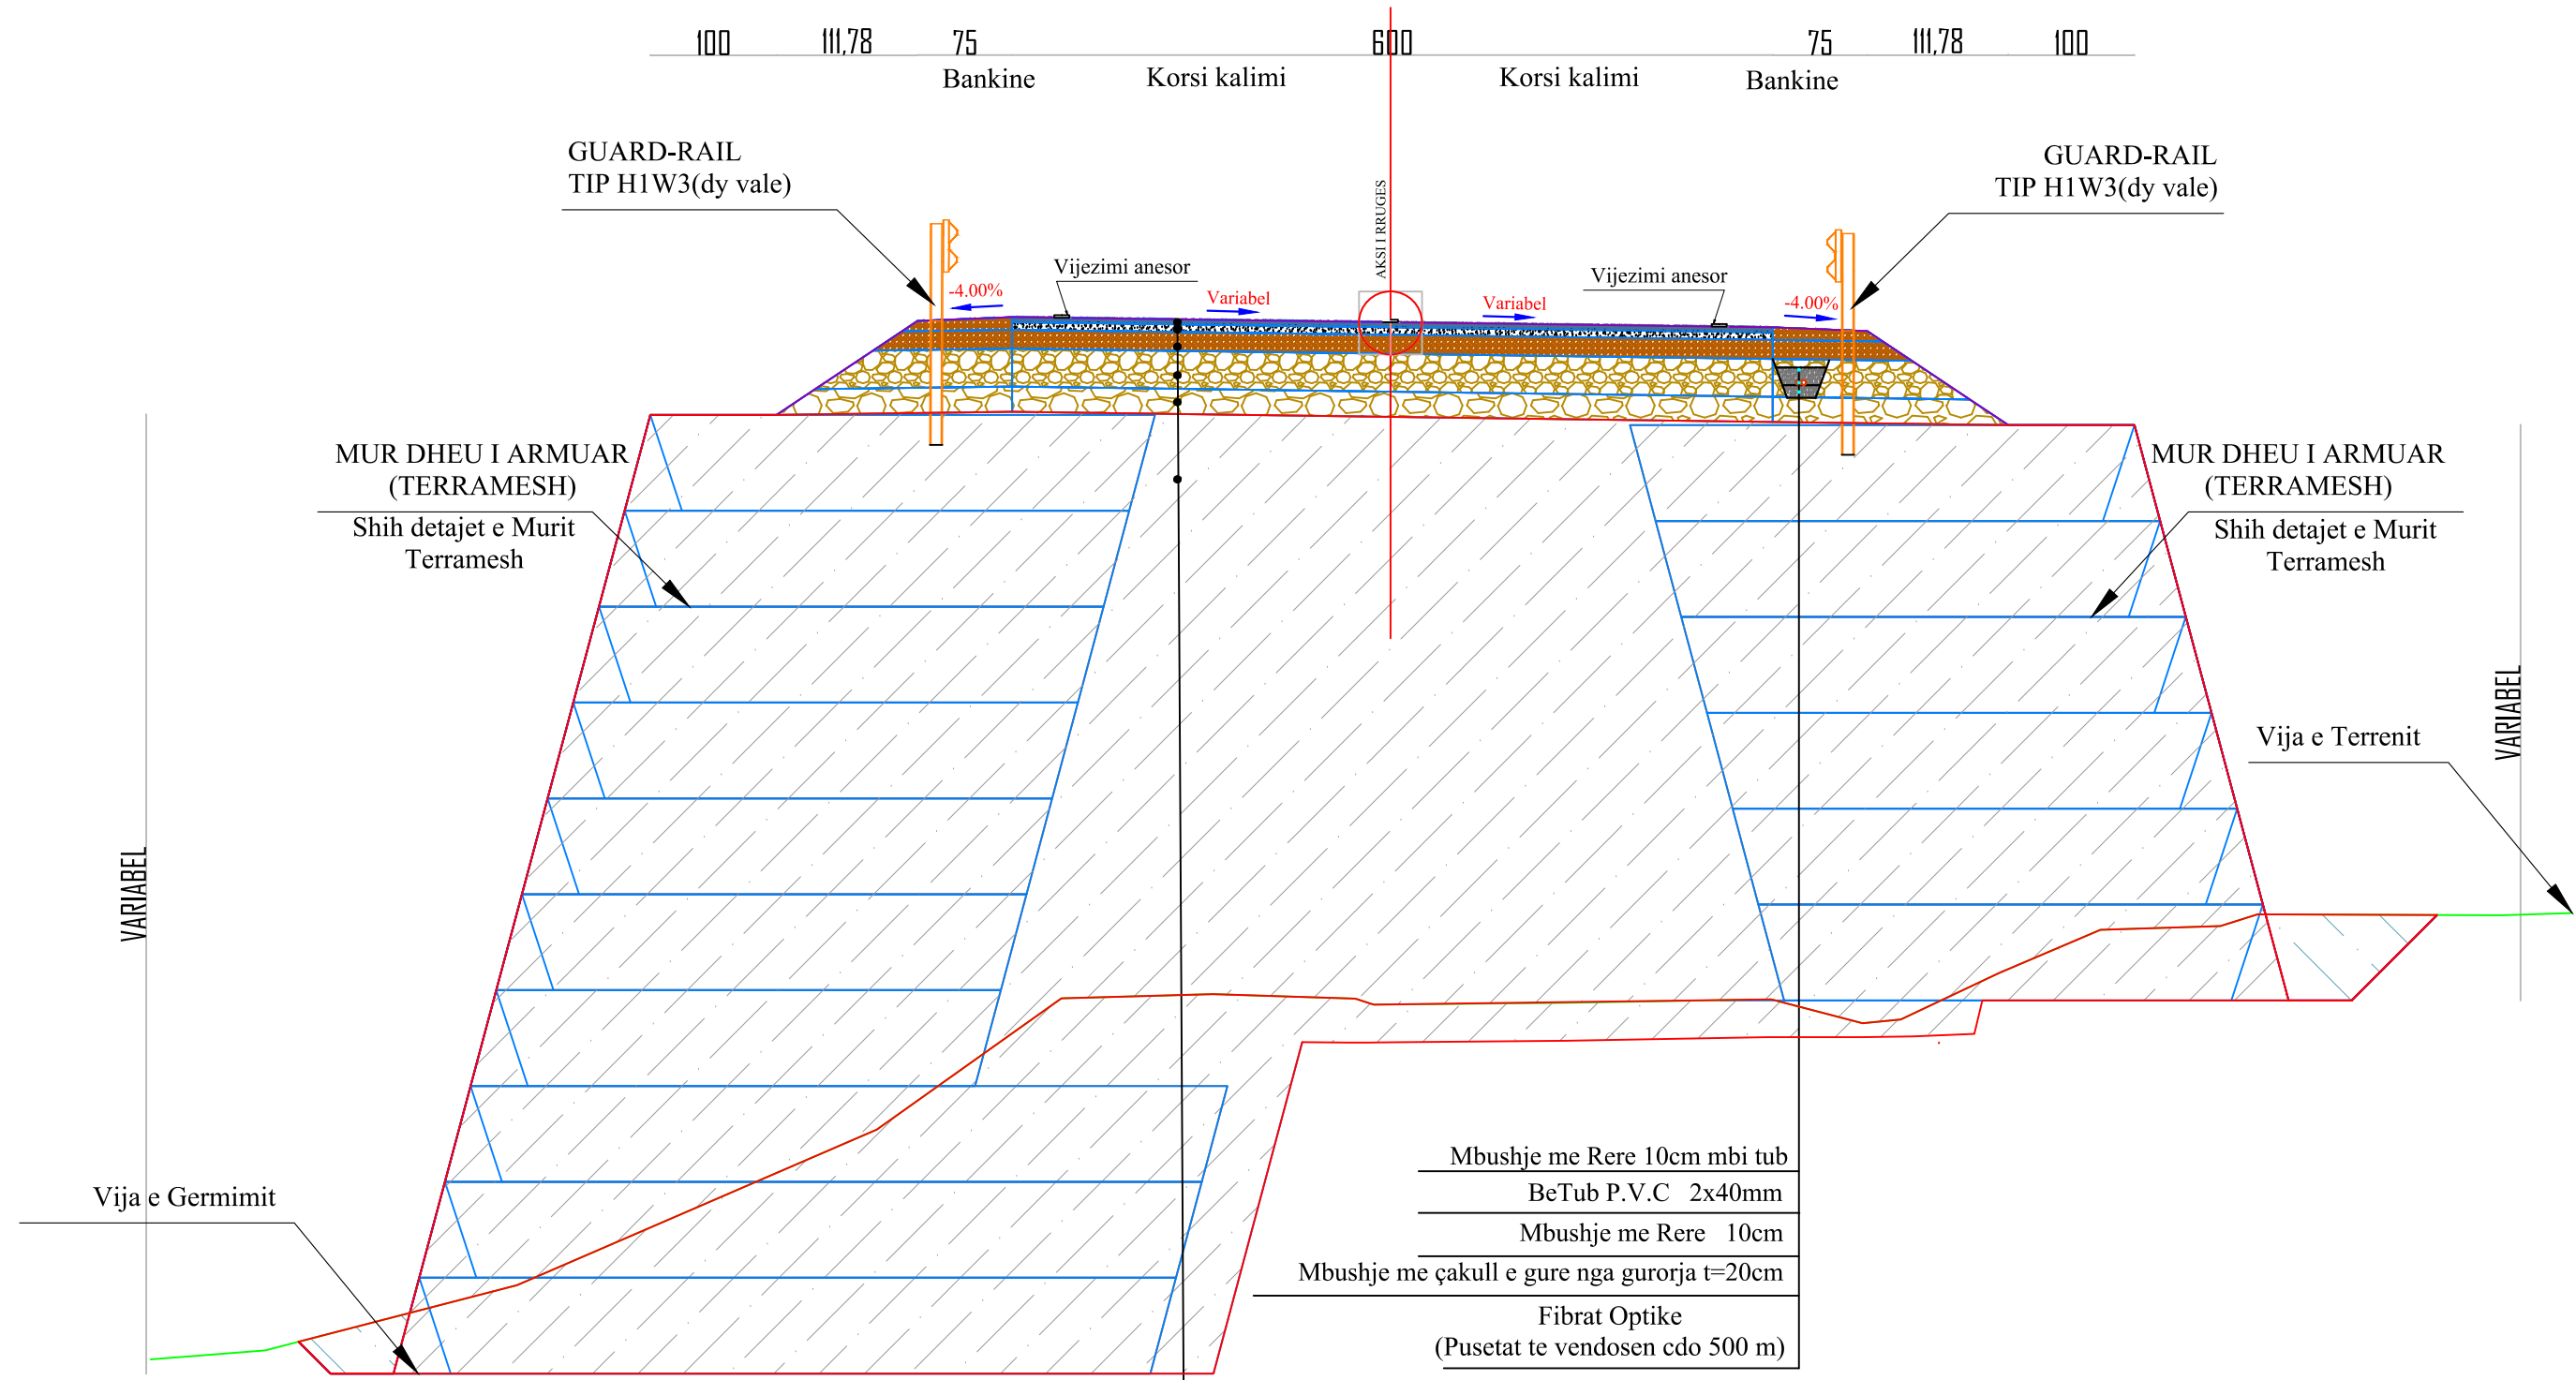 100 111,78 75 600 75 111,78 100
Bankine Korsi kalimi Korsi kalimi Bankine
GUARD-RAIL
TIP H1W3(dy vale)
GUARD-RAIL
TIP H1W3(dy vale)
AKSI I RRUGES
Vijezimi anesor
Vijezimi anesor
-4.00%
Variabel
Variabel
-4.00%
MUR DHEU I ARMUAR
(TERRAMESH)
Shih detajet e Murit
Terramesh
MUR DHEU I ARMUAR
(TERRAMESH)
Shih detajet e Murit
Terramesh
VARIABEL
VARIABEL
Vija e Terrenit
Vija e Germimit
Mbushje me Rere 10cm mbi tub
BeTub P.V.C 2x40mm
Mbushje me Rere 10cm
Mbushje me çakull e gure nga gurorja t=20cm
Fibrat Optike
(Pusetat te vendosen cdo 500 m)